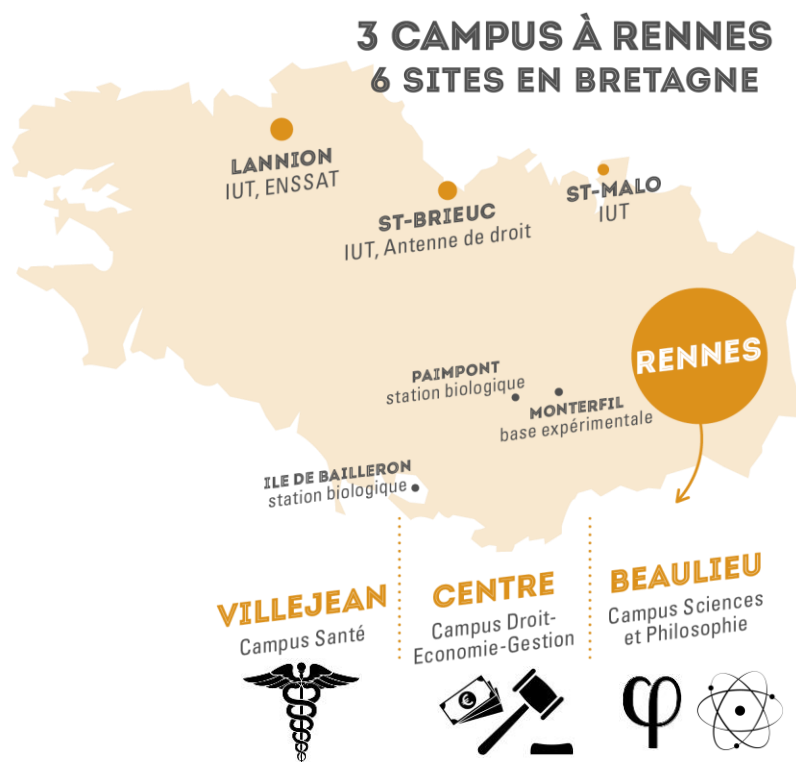 3 CAMPUS À RENNES
6 SITES EN BRETAGNE
LANNION
IUT, ENSSAT
ST-BRIEUC
IUT, Antenne de droit
ST-MALO
IUT
RENNES
PAIMPONT
station biologique
MONTERFIL
base expérimentale
ILE DE BAILLERON
station biologique
VILLEJEAN
Campus Santé
CENTRE
Campus Droit-
Economie-Gestion
BEAULIEU
Campus Sciences
et Philosophie
€
φ